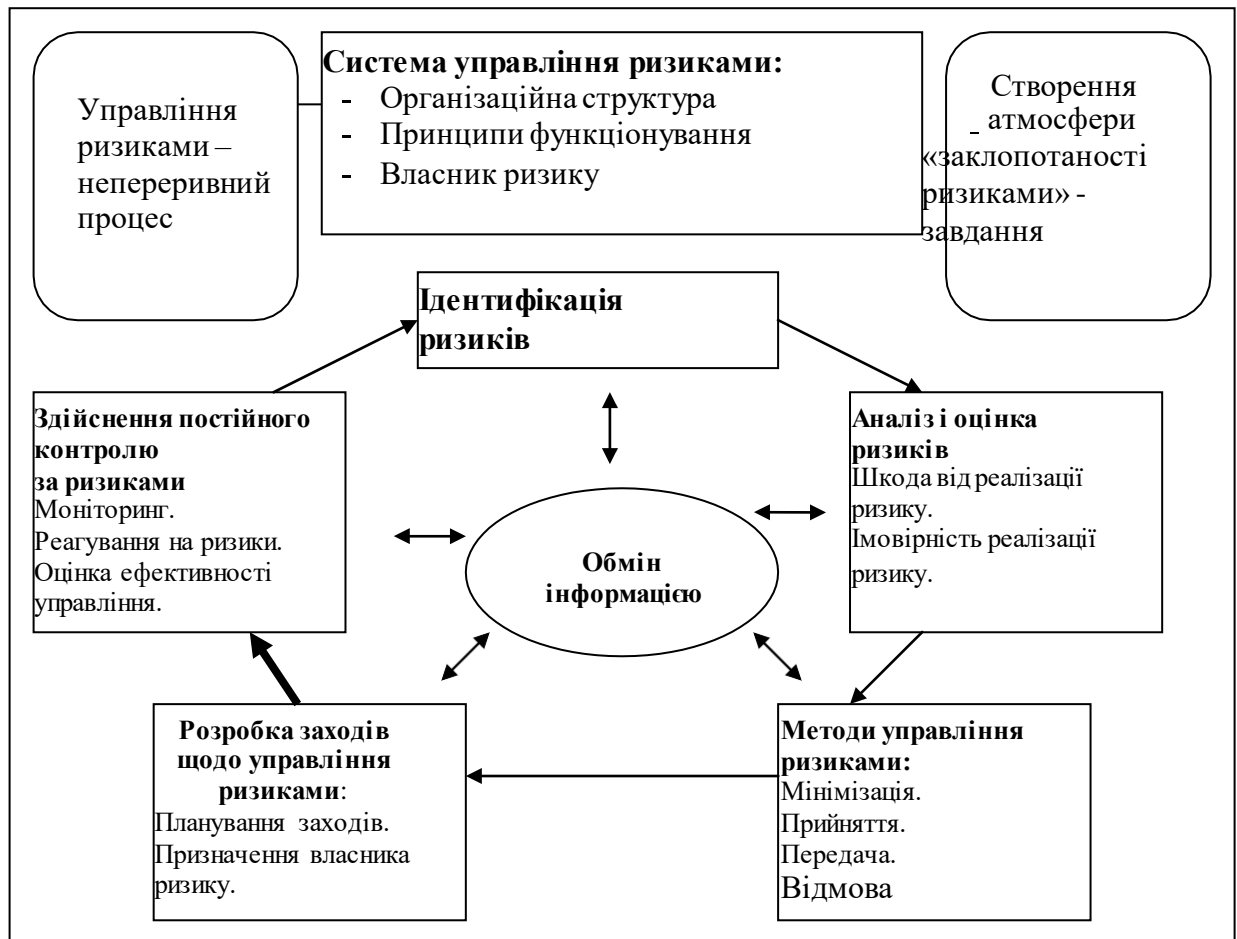 Управління
ризиками –
непереривний
процес
Система управління ризиками:
- Організаційна структура
- Принципи функціонування
- Власник ризику
Створення
атмосфери
«заклопотаності
ризиками» -
завдання
Ідентифікація
ризиків
Здійснення постійного
контролю
за ризиками
Моніторинг.
Реагування на ризики.
Оцінка ефективності
управління.
Аналіз і оцінка
ризиків
Шкода від реалізації
ризику.
Імовірність реалізації
ризику.
Обмін
інформацією
Розробка заходів
щодо управління
ризиками:
Планування заходів.
Призначення власника
ризику.
Методи управління
ризиками:
Мінімізація.
Прийняття.
Передача.
Відмова